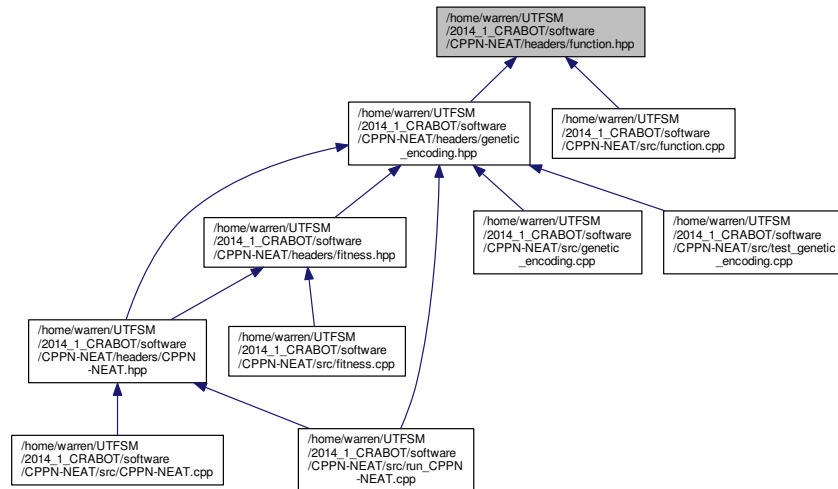 /home/warren/UTFSM
/2014_1_CRABOT/software
/CPPN-NEAT/headers/function.hpp
/home/warren/UTFSM
/2014_1_CRABOT/software
/CPPN-NEAT/headers/genetic
_encoding.hpp
/home/warren/UTFSM
/2014_1_CRABOT/software
/CPPN-NEAT/src/function.cpp
/home/warren/UTFSM
/2014_1_CRABOT/software
/CPPN-NEAT/headers/fitness.hpp
/home/warren/UTFSM
/2014_1_CRABOT/software
/CPPN-NEAT/src/genetic
_encoding.cpp
/home/warren/UTFSM
/2014_1_CRABOT/software
/CPPN-NEAT/src/test_genetic
_encoding.cpp
/home/warren/UTFSM
/2014_1_CRABOT/software
/CPPN-NEAT/headers/CPPN
-NEAT.hpp
/home/warren/UTFSM
/2014_1_CRABOT/software
/CPPN-NEAT/src/fitness.cpp
/home/warren/UTFSM
/2014_1_CRABOT/software
/CPPN-NEAT/src/CPPN-NEAT.cpp
/home/warren/UTFSM
/2014_1_CRABOT/software
/CPPN-NEAT/src/run_CPPN
-NEAT.cpp